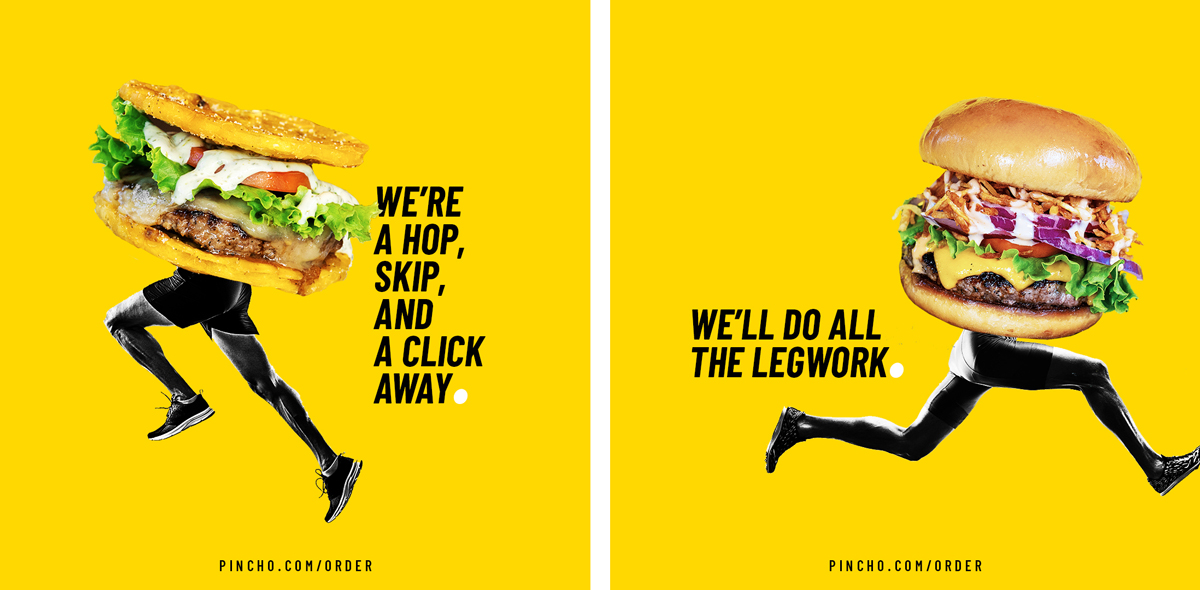 WE'RE
A HOP,
SKIP,
AND
A CLICK
AWAY.
PINCHO.COM/ORDER
WE'LL DO ALL
THE LEGWORK.
PINCHO.COM/ORDER